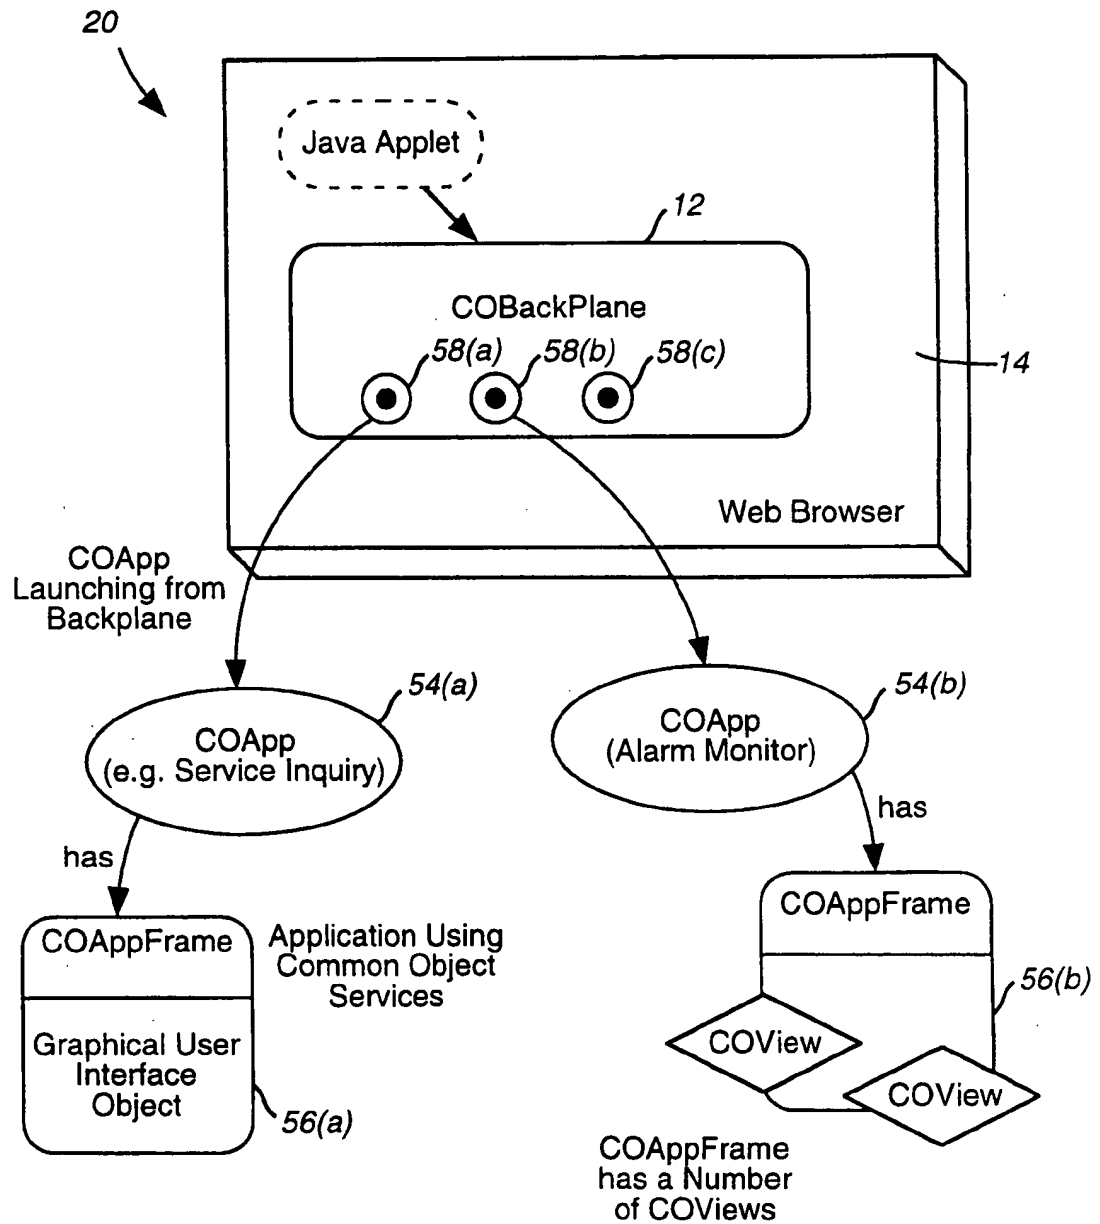 20
Java Applet
12
COBackPlane
58(a)
58(b)
58(c)
14
Web Browser
COApp
Launching from
Backplane
54(a)
COApp
(e.g. Service Inquiry)
54(b)
COApp
(Alarm Monitor)
has
has
COAppFrame
Graphical User
Interface
Object
56(a)
Application Using
Common Object
Services
COAppFrame
56(b)
COView
COView
COAppFrame
has a Number
of COViews